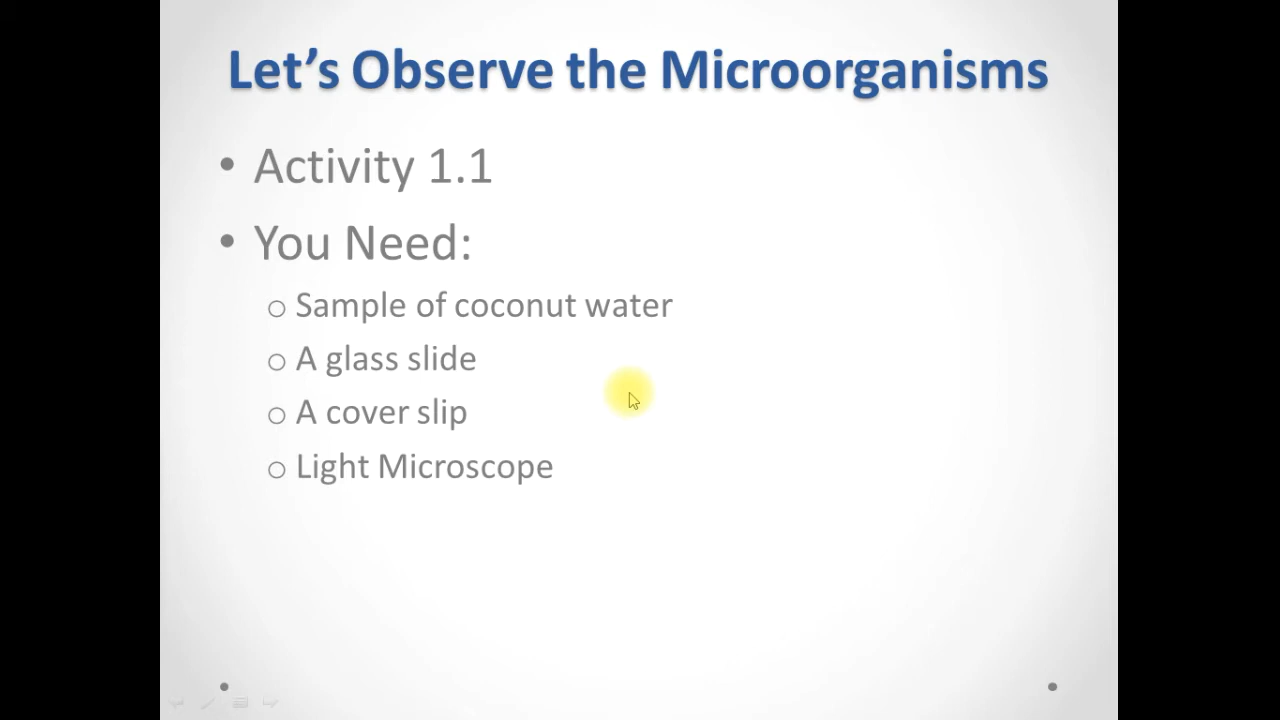 Let’s Observe the Microorganisms
• Activity 1.1
• You Need:
o Sample of coconut water
o A glass slide
o A cover slip
o Light Microscope